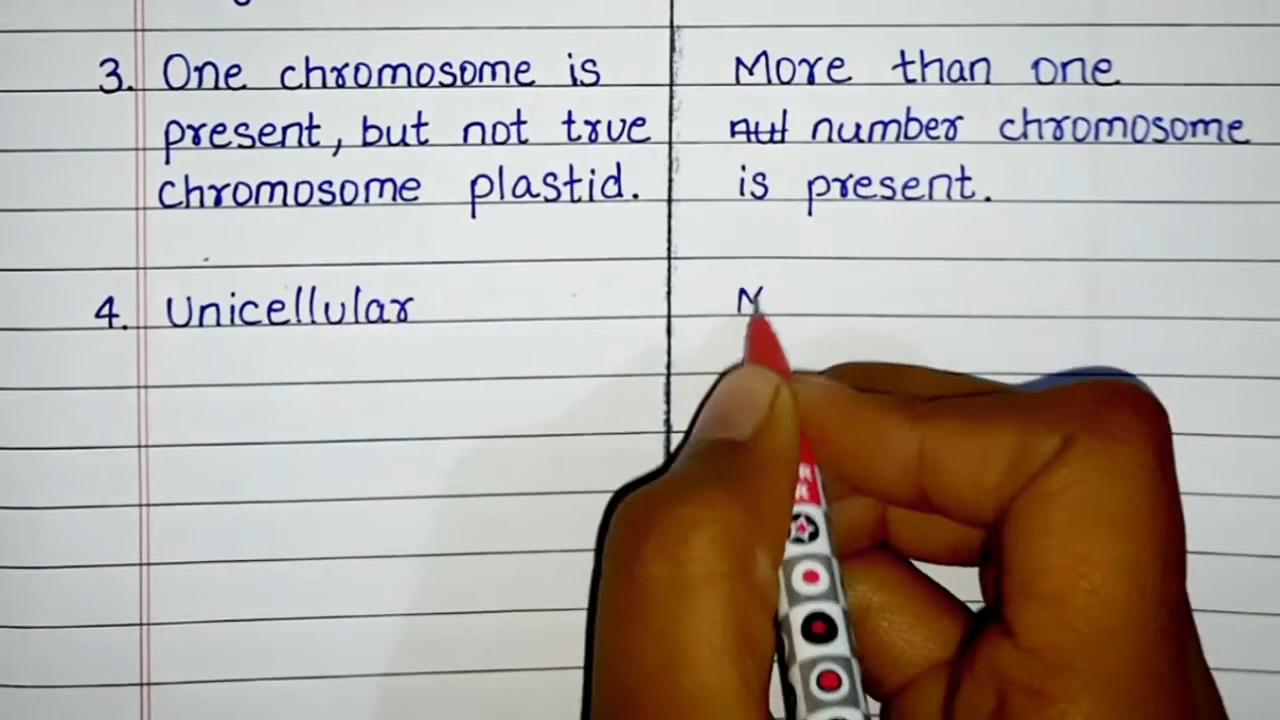 3. One chromosome is
present, but not true
chromosome plastid.
More than one
number chromosome
is present.
4. Unicellular